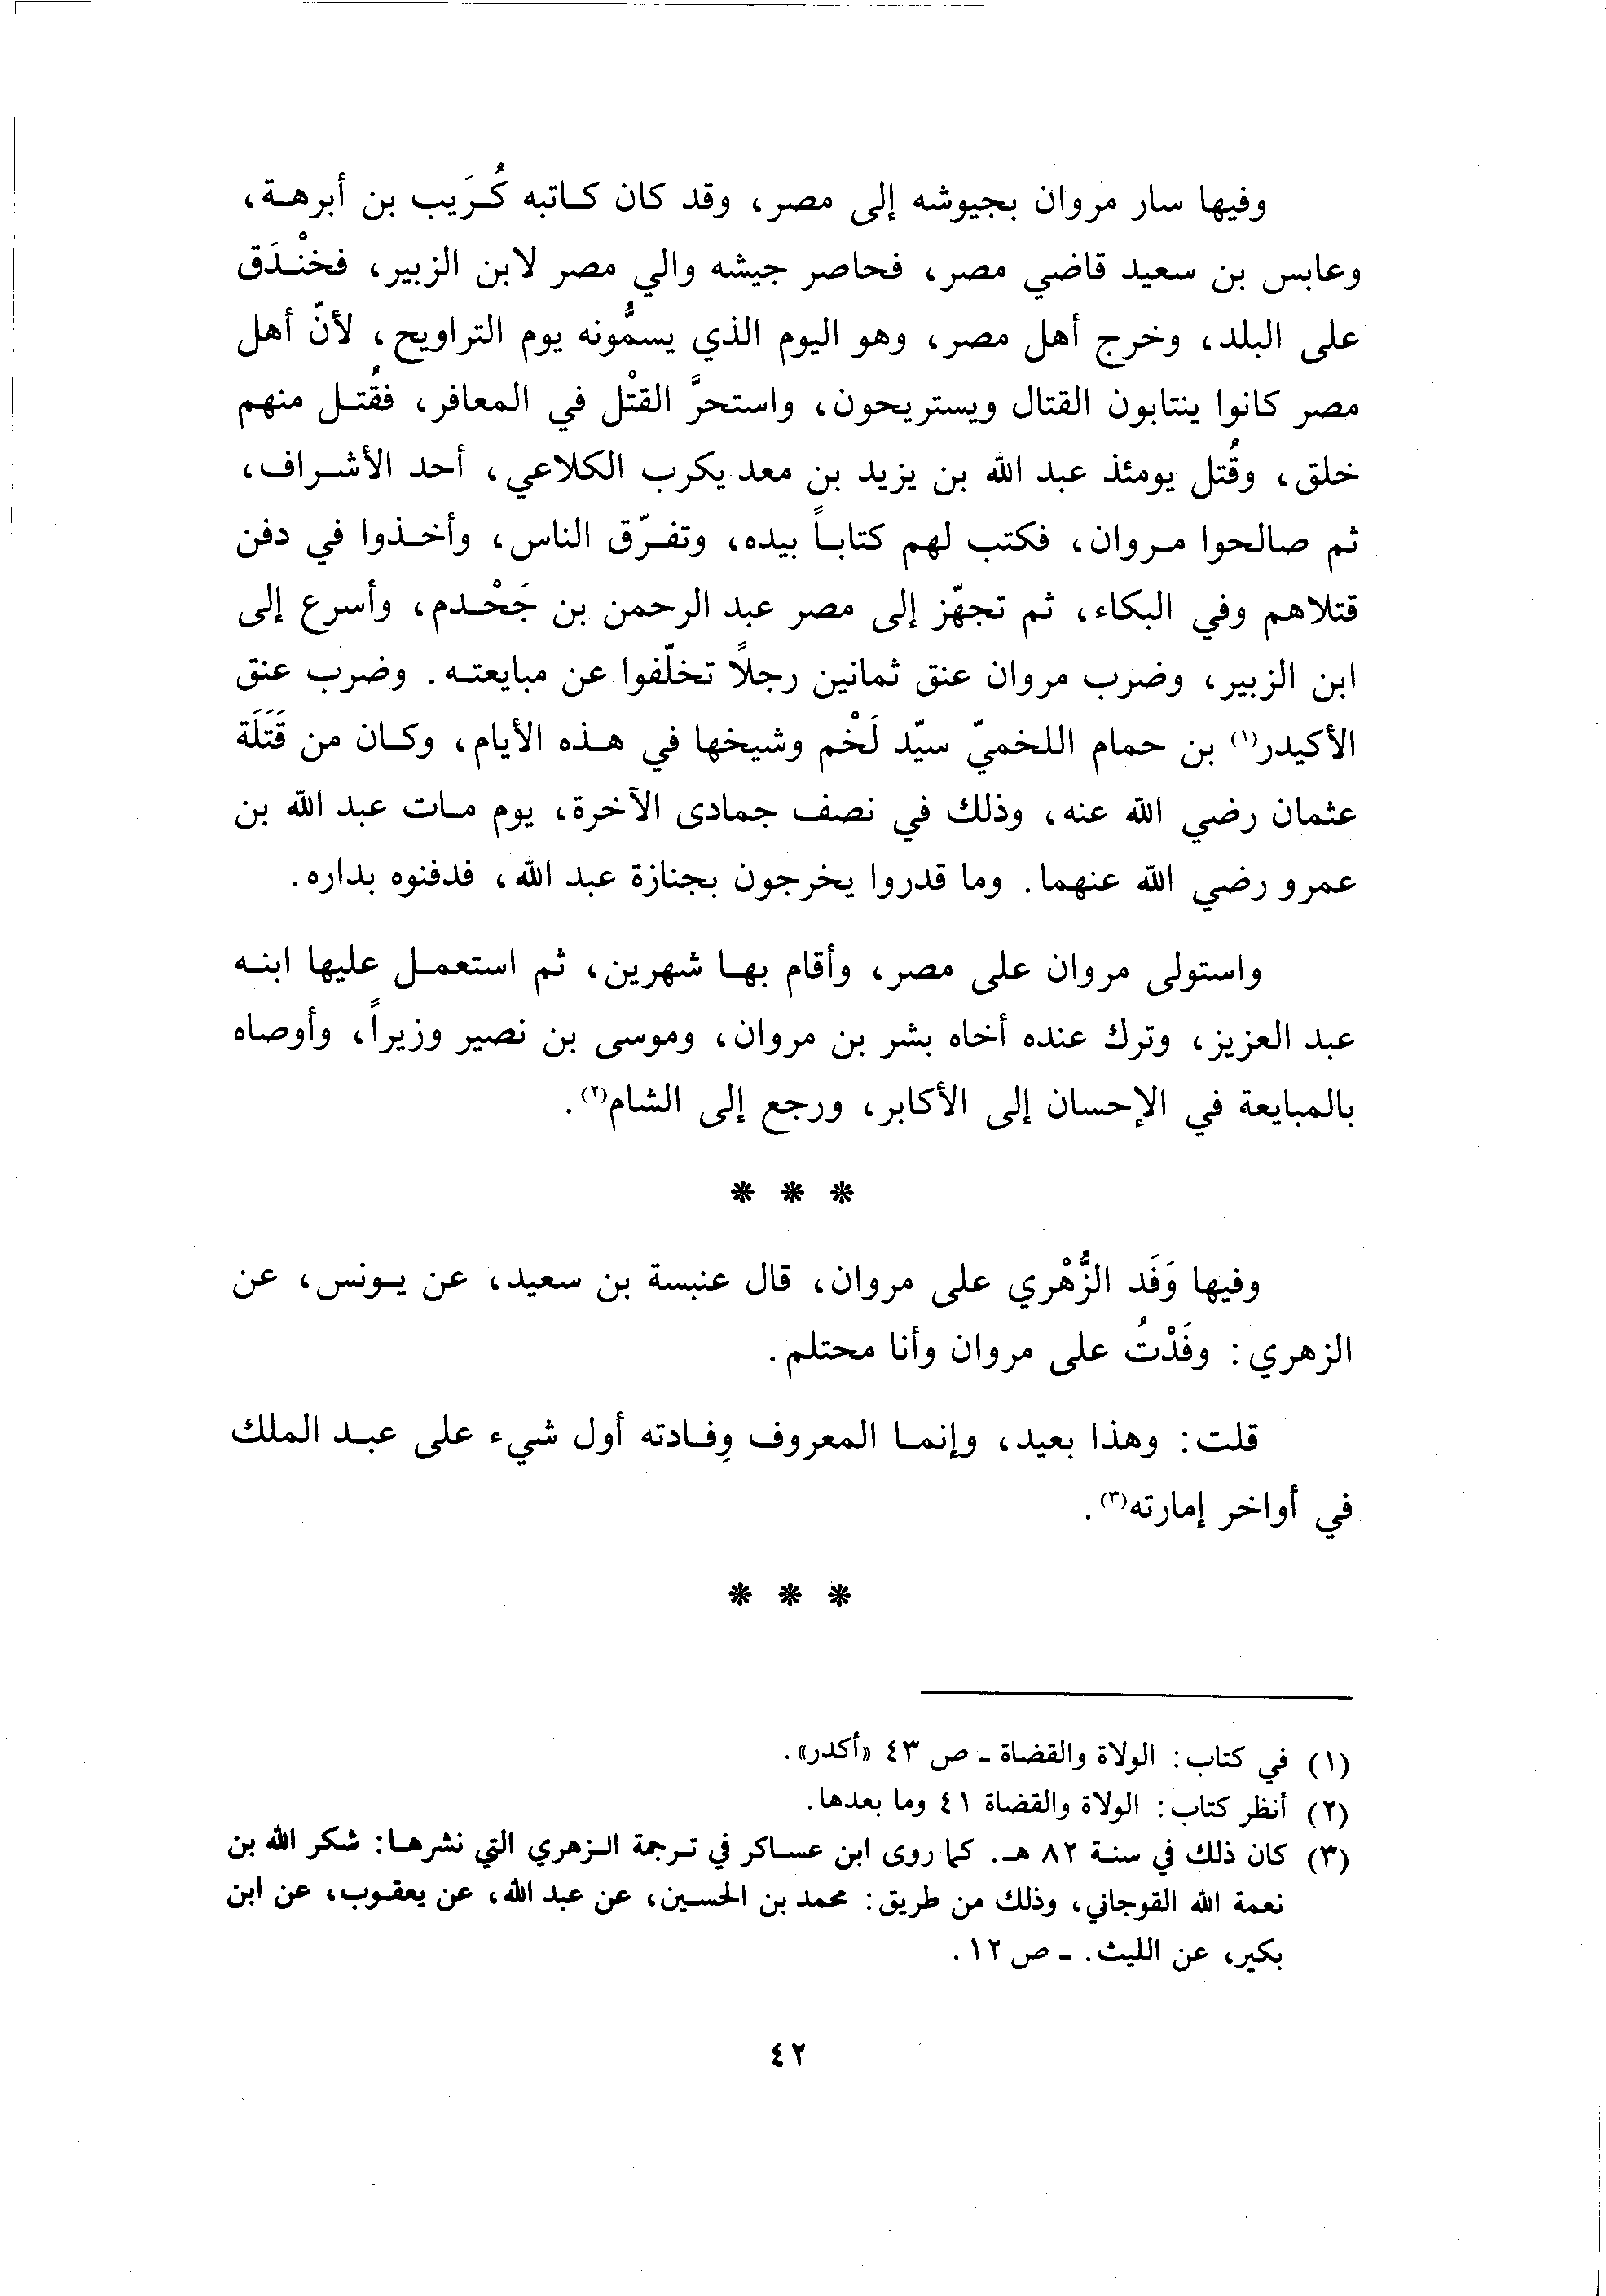 وفيها سار مروان بجيوشه إلى مصر، وقد كان كاتبه كُرَيب بن أبرهة،
وعابس بن سعيد قاضي مصر، فحاصر جيشه والي مصر لابن الزبير، فخنْدَق
على البلد، وخرج أهل مصر، وهو اليوم الذي يسمُّونه يوم التراويح، لأنّ أهل
مصر كانوا ينتابون القتال ويستريحون، واستحرَّ القتْل في المعافر، فقُتل منهم
خلق، وقُتل يومئذ عبد الله بن يزيد بن معد يكرب الكلاعي، أحد الأشراف،
ثم صالحوا مروان، فكتب لهم كتاباً بيده، وتفرّق الناس، وأخذوا في دفن
قتلاهم وفي البكاء، ثم تجهّز إلى مصر عبد الرحمن بن جَحْدم، وأسرع إلى
ابن الزبير، وضرب مروان عنق ثمانين رجلًا تخلّفوا عن مبايعته. وضرب عنق
الأكيدر(١) بن حمام اللخميّ سيّد لَخْم وشيخها في هذه الأيام، وكان من قَتَلَة
عثمان رضي الله عنه، وذلك في نصف جمادى الآخرة، يوم مات عبد الله بن
عمرو رضي الله عنهما. وما قدروا يخرجون بجنازة عبد الله، فدفنوه بداره.
واستولى مروان على مصر، وأقام بها شهرين، ثم استعمل عليها ابنه
عبد العزيز، وترك عنده أخاه بشر بن مروان، وموسى بن نصير وزيراً، وأوصاه
بالمبايعة في الإحسان إلى الأكابر، ورجع إلى الشام(٢).
* * *
وفيها وَفَد الزُّهْري على مروان، قال عنبسة بن سعيد، عن يونس، عن
الزهري: وفَدْتُ على مروان وأنا محتلم.
قلت: وهذا بعيد، وإنما المعروف وِفادته أول شيء على عبد الملك
في أواخر إمارته(٣).
* * *
(١) في كتاب: الولاة والقضاة - ص ٤٣ «أكدر».
(٢) أنظر كتاب: الولاة والقضاة ٤١ وما بعدها.
(٣) كان ذلك في سنة ٨٢ هـ. كما روى ابن عساكر في ترجمة الزهري التي نشرها: شكر الله بن
نعمة الله القوجاني، وذلك من طريق: محمد بن الحسين، عن عبد الله، عن يعقوب، عن ابن
بكير، عن الليث. - ص ١٢.
٤٢